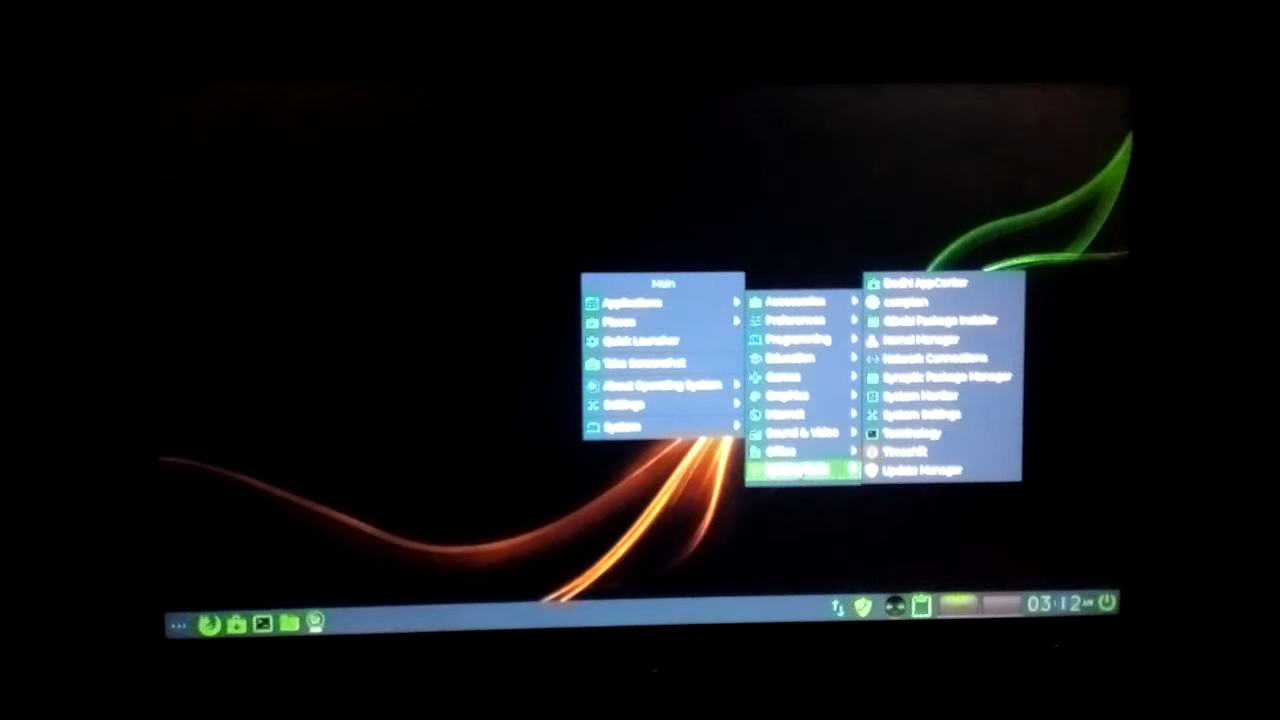 Main
Applications
Places
Quick Launcher
Take Screenshot
About Operating System
Settings
System
Accessories
Preferences
Programming
Education
Games
Graphics
Internet
Sound & Video
Office
Bodhi AppCenter
compton
GDebi Package Installer
Kernel Manager
Network Connections
Synaptic Package Manager
System Monitor
System Settings
Terminology
Timeshift
Update Manager
03:12 AM